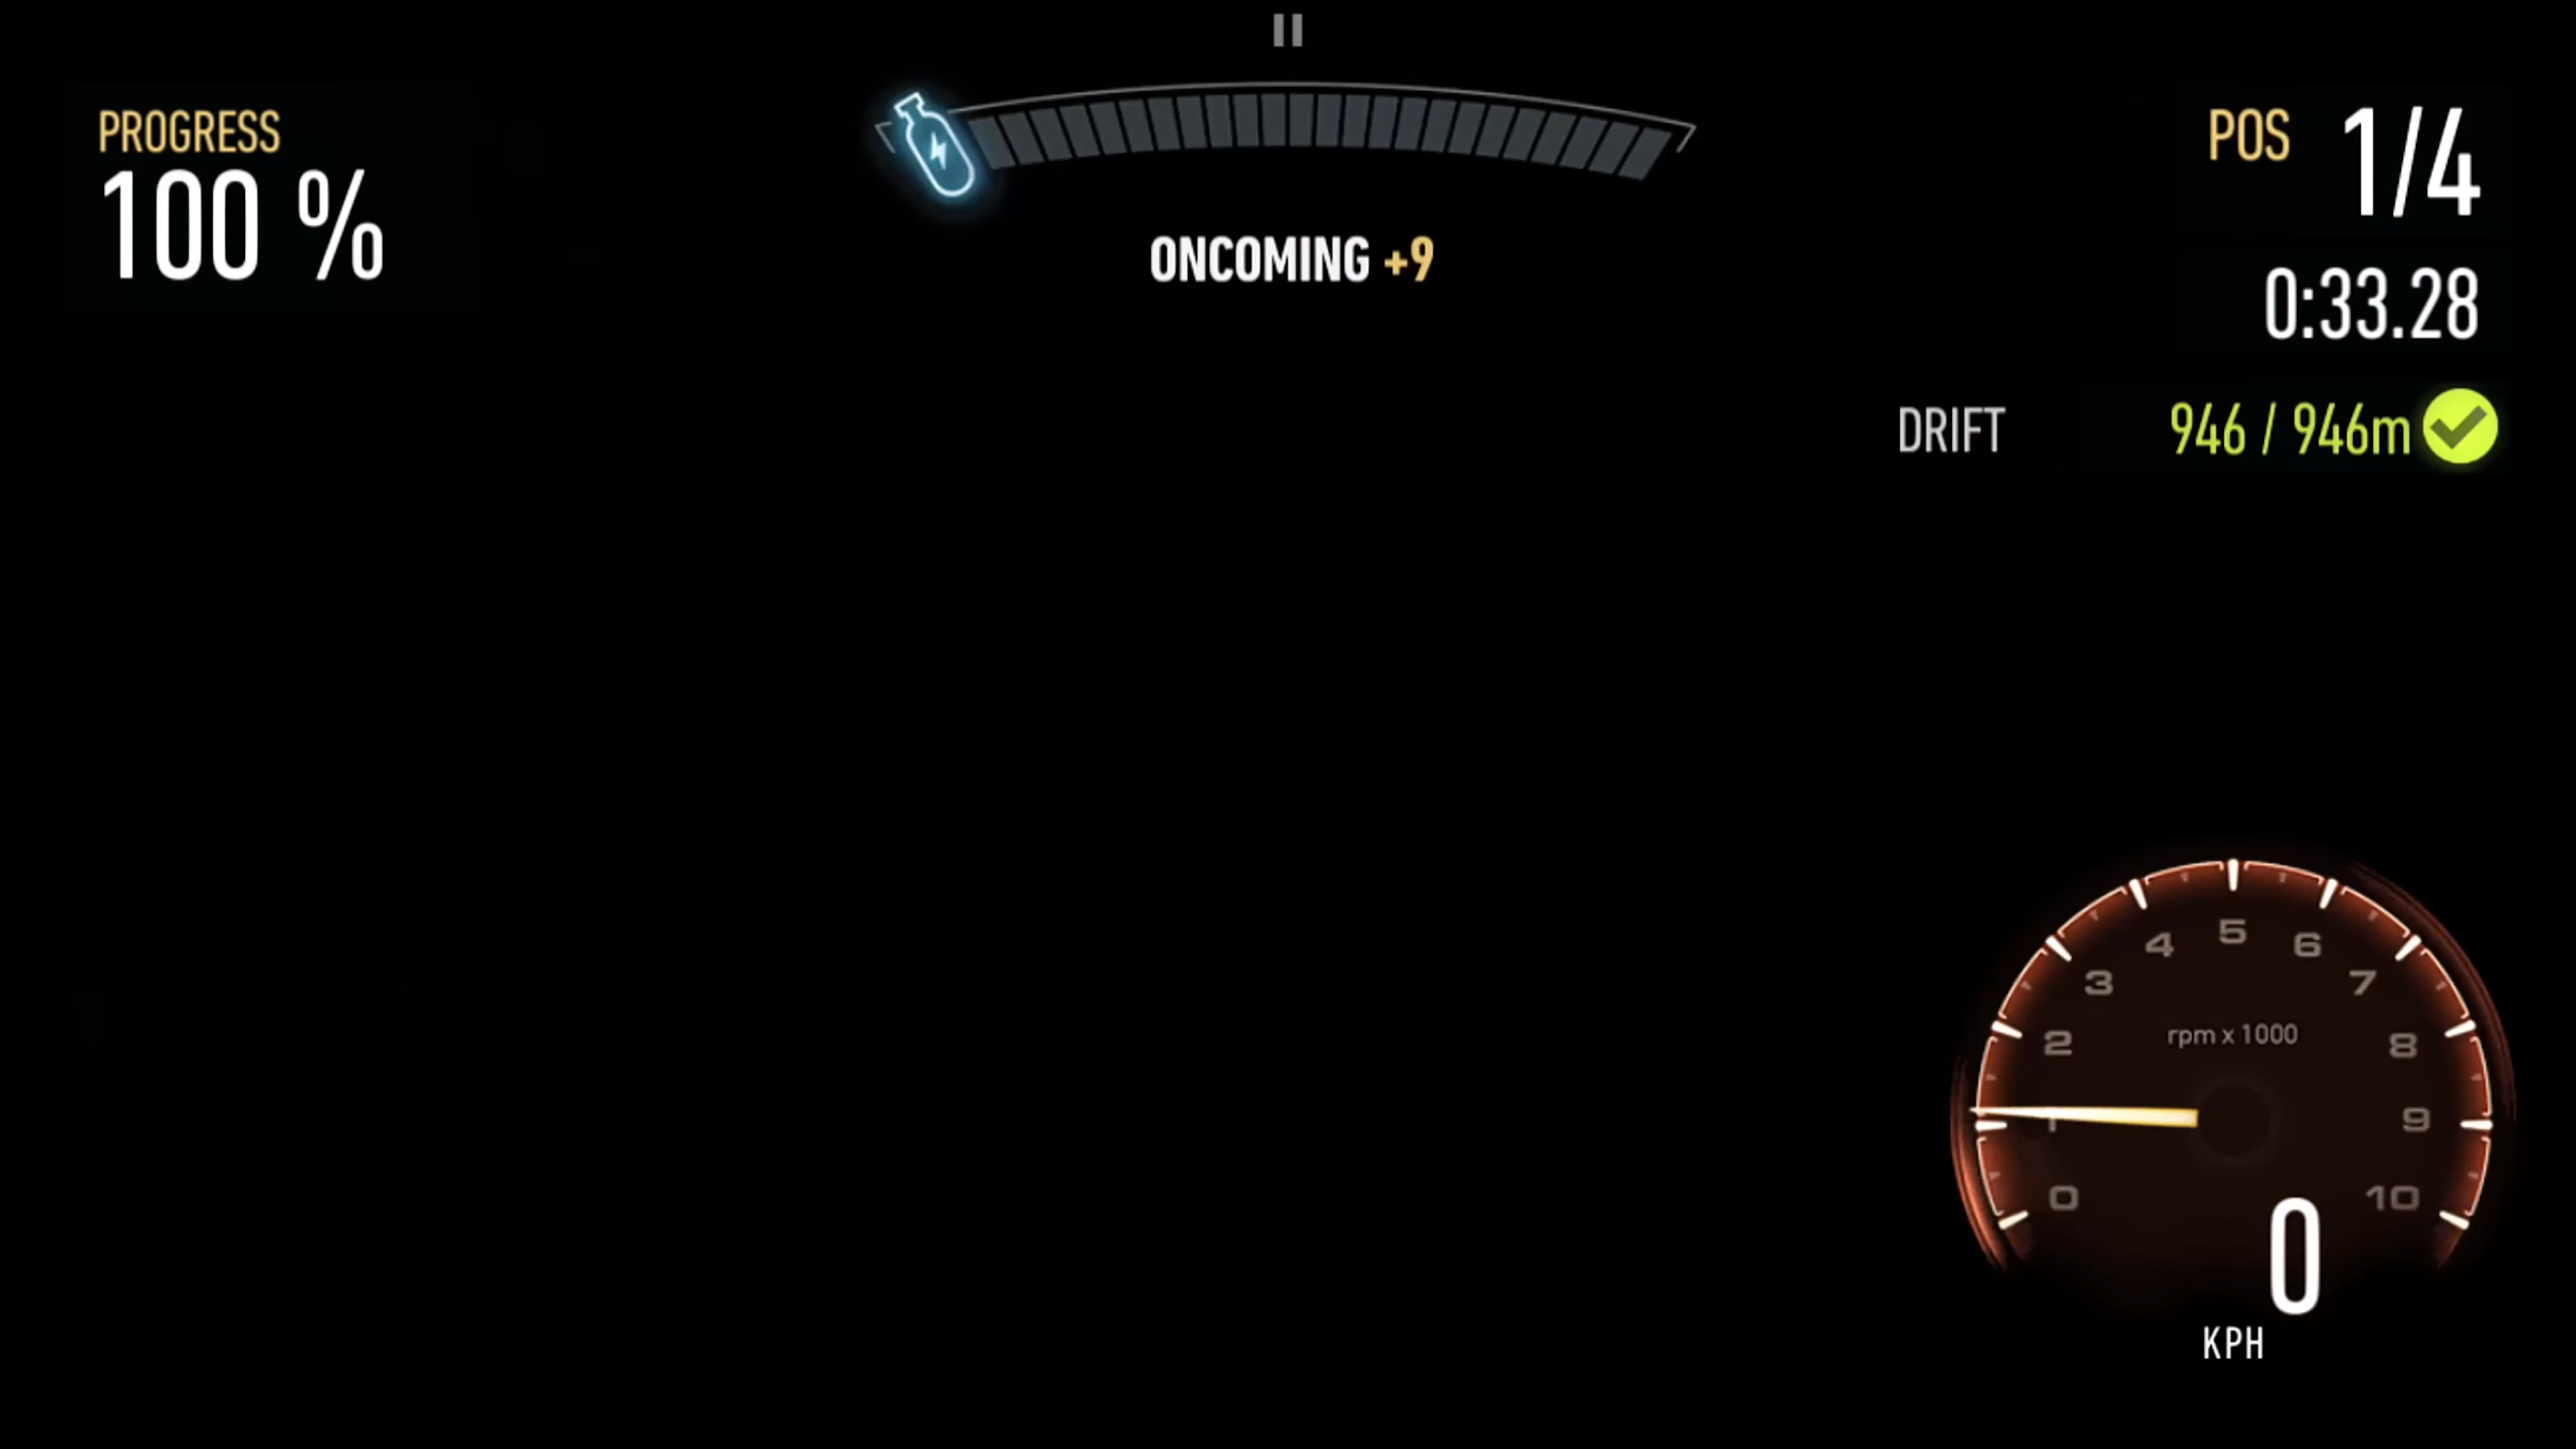 PROGRESS
100 %
ONCOMING +9
POS 1/4
0:33.28
DRIFT 946 / 946m
0 1 2 3 4 5 6 7 8 9 10
rpm x 1000
0
KPH